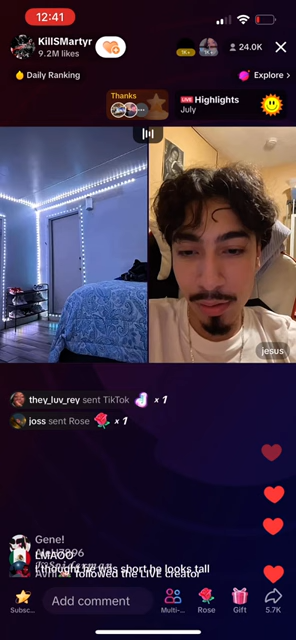 12:41
KillSMartyr
9.2M likes
1K+
24.0K
Daily Ranking
Explore >
Thanks
LIVE Highlights
July
jesus
they_luv_rey sent TikTok x 1
joss sent Rose x 1
Gene!
LMAOO
I thought he was short he looks tall
followed the LIVE creator
Subsc...
Add comment
Multi-...
Rose
Gift
5.7K